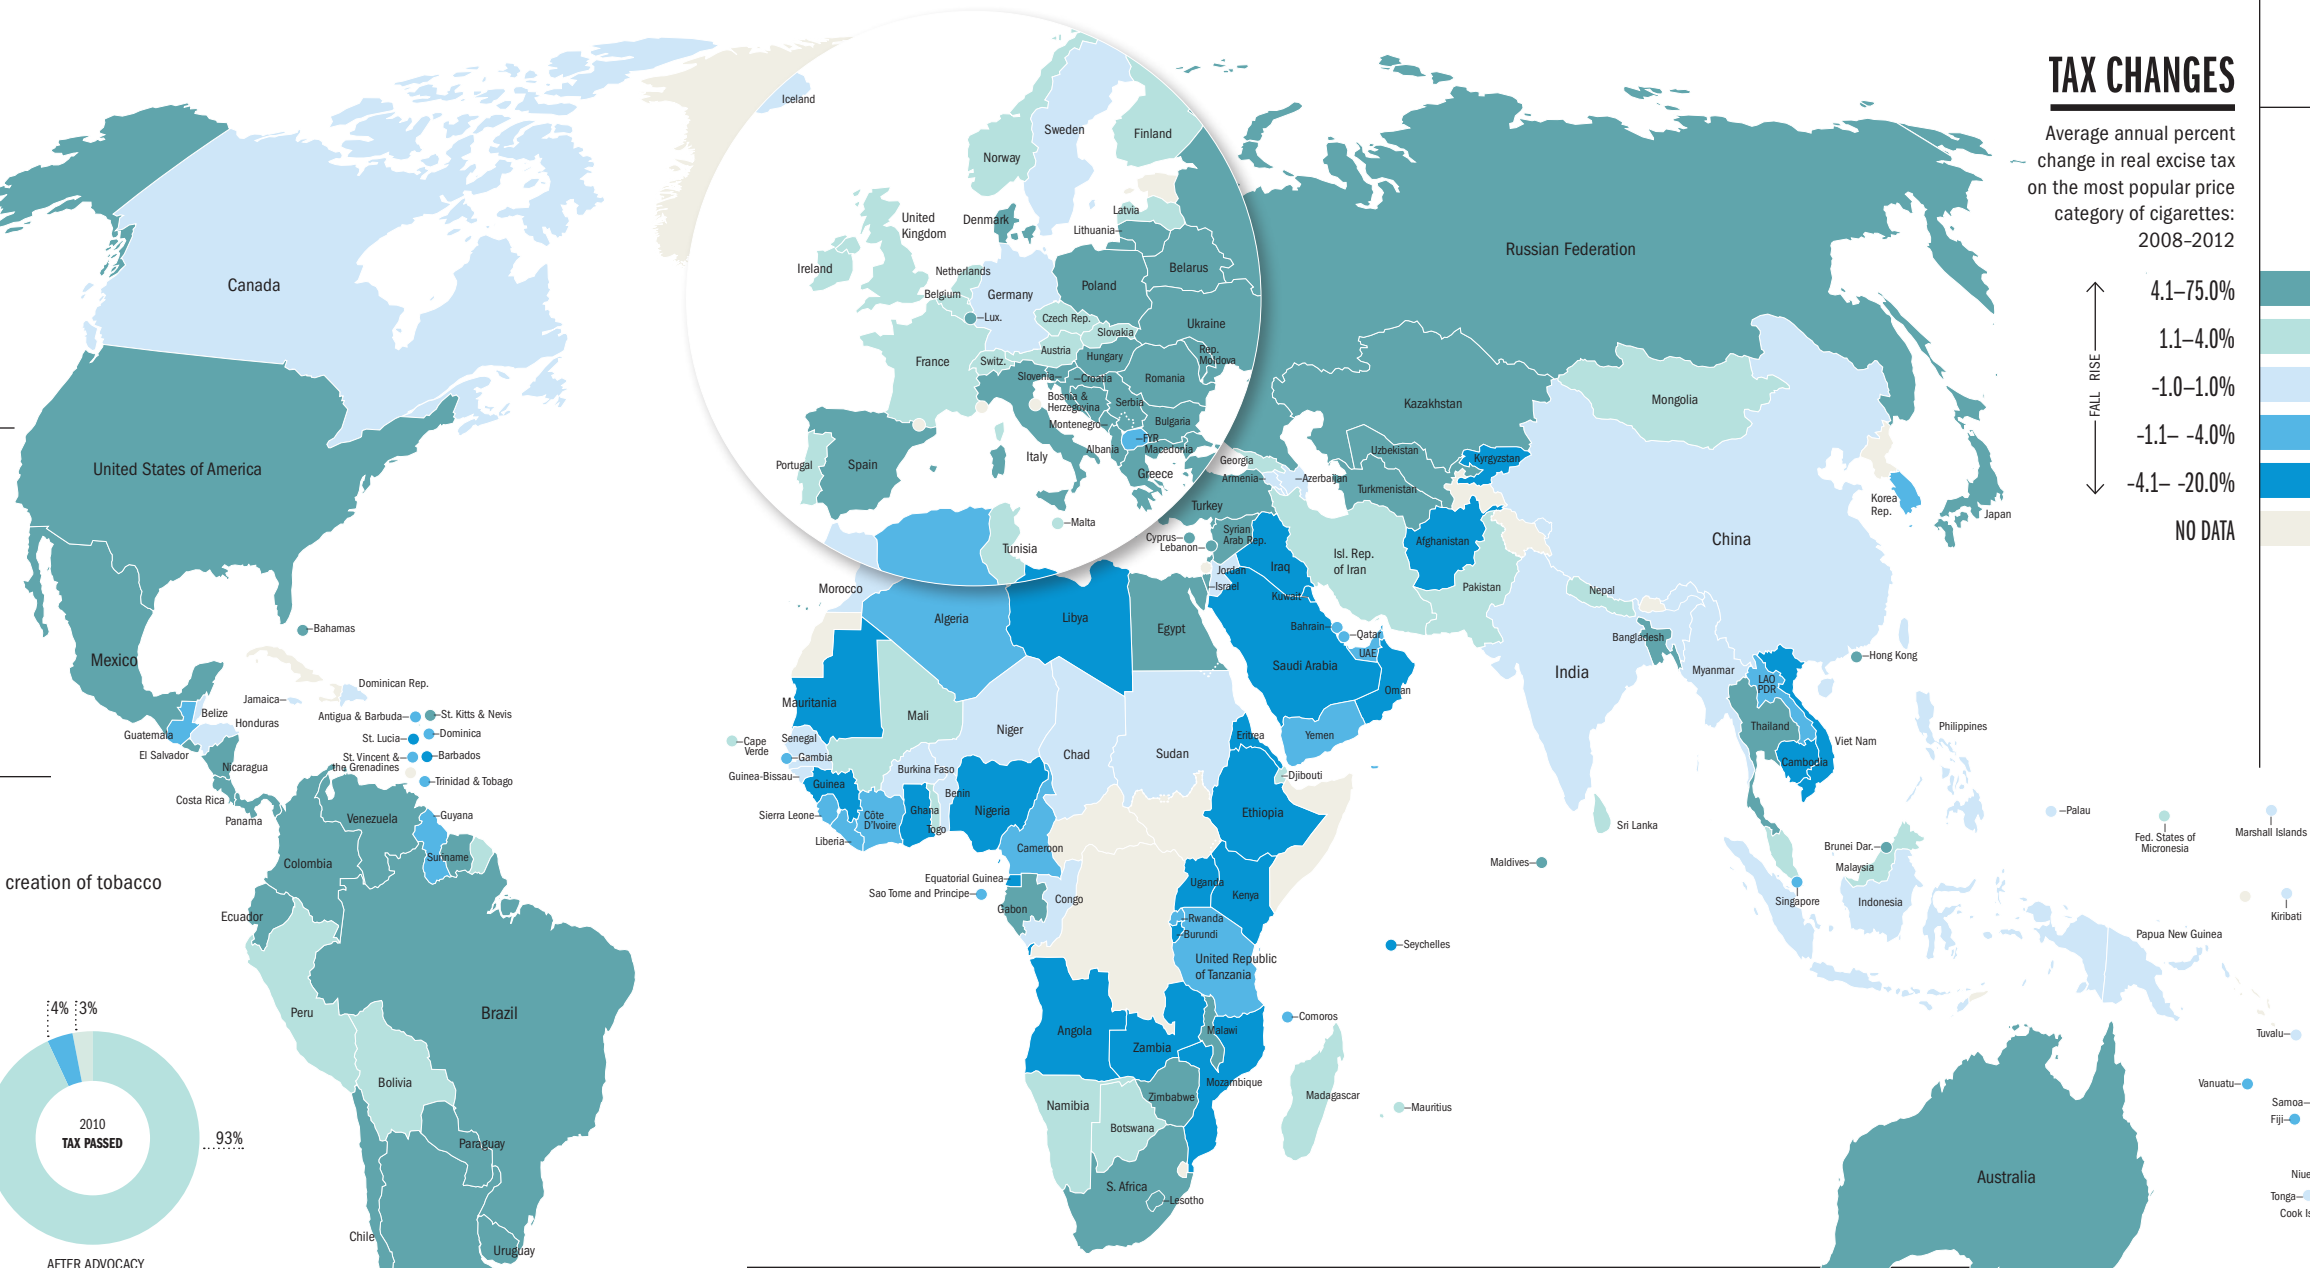 TAX CHANGES
Average annual percent
change in real excise tax
on the most popular price
category of cigarettes:
2008–2012
RISE
FALL
4.1–75.0%
1.1–4.0%
-1.0–1.0%
-1.1– -4.0%
-4.1– -20.0%
NO DATA
Iceland
Sweden
Finland
Norway
Latvia
United
Kingdom
Denmark
Lithuania
Ireland
Netherlands
Belarus
Belgium
Germany
Poland
Lux.
Czech Rep.
Ukraine
Slovakia
Austria
France
Switz.
Hungary
Rep.
Moldova
Slovenia
Croatia
Romania
Bosnia &
Herzegovina
Serbia
Montenegro
Bulgaria
FYR
Macedonia
Albania
Portugal
Spain
Italy
Greece
Malta
Tunisia
Canada
United States of America
Russian Federation
Kazakhstan
Mongolia
Uzbekistan
Kyrgyzstan
Georgia
Armenia
Azerbaijan
Turkmenistan
Turkey
Korea
Rep.
Japan
Syrian
Arab Rep.
Cyprus
Lebanon
Afghanistan
China
Isl. Rep.
of Iran
Iraq
Jordan
Israel
Pakistan
Nepal
Kuwait
Morocco
Algeria
Libya
Egypt
Bahrain
Qatar
Bangladesh
UAE
Hong Kong
Saudi Arabia
India
Myanmar
LAO
PDR
Oman
Bahamas
Mexico
Dominican Rep.
Jamaica
Belize
Antigua & Barbuda
St. Kitts & Nevis
Honduras
Guatemala
St. Lucia
Dominica
El Salvador
St. Vincent &
the Grenadines
Barbados
Nicaragua
Trinidad & Tobago
Costa Rica
Panama
Venezuela
Guyana
Colombia
Suriname
Ecuador
Peru
Brazil
Bolivia
Paraguay
Chile
Uruguay
Mauritania
Mali
Niger
Cape
Verde
Senegal
Gambia
Chad
Sudan
Eritrea
Yemen
Thailand
Viet Nam
Philippines
Guinea-Bissau
Burkina Faso
Djibouti
Cambodia
Guinea
Benin
Sierra Leone
Côte
D'Ivoire
Ghana
Nigeria
Ethiopia
Togo
Liberia
Cameroon
Sri Lanka
Palau
Fed. States of
Micronesia
Marshall Islands
Maldives
Brunei Dar.
Malaysia
Equatorial Guinea
Sao Tome and Principe
Uganda
Kenya
Gabon
Congo
Singapore
Indonesia
Kiribati
Rwanda
Burundi
Seychelles
Papua New Guinea
United Republic
of Tanzania
Comoros
Angola
Malawi
Zambia
Tuvalu
Mozambique
Vanuatu
Madagascar
Zimbabwe
Namibia
Mauritius
Samoa
Botswana
Fiji
S. Africa
Australia
Niue
Lesotho
Tonga
Cook Is
creation of tobacco
4%
3%
2010
TAX PASSED
93%
AFTER ADVOCACY